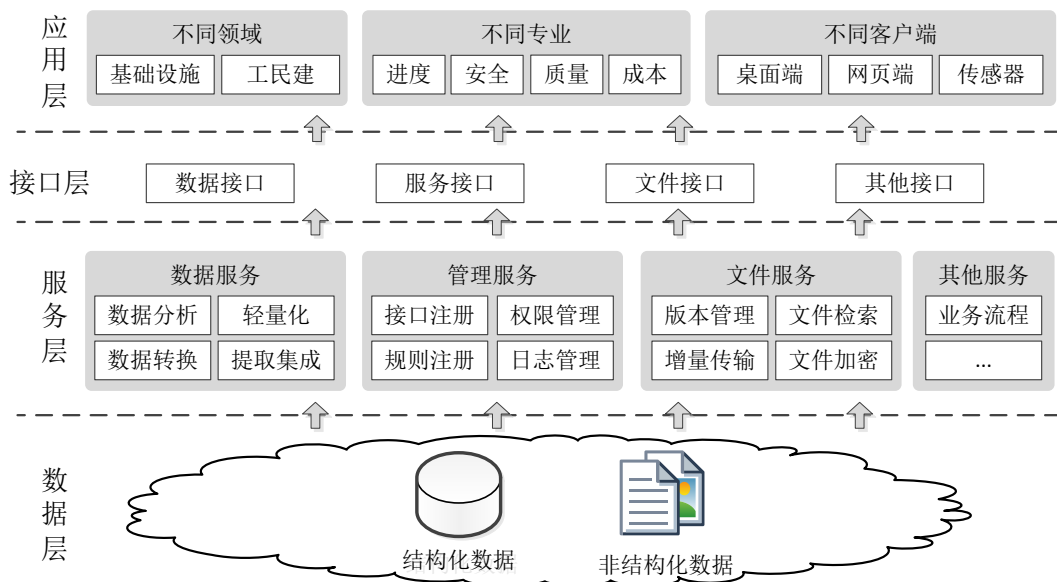 应用层
不同领域
基础设施 工民建
不同专业
进度 安全 质量 成本
不同客户端
桌面端 网页端 传感器
接口层
数据接口 服务接口 文件接口 其他接口
服务层
数据服务
数据分析 轻量化
数据转换 提取集成
管理服务
接口注册 权限管理
规则注册 日志管理
文件服务
版本管理 文件检索
增量传输 文件加密
其他服务
业务流程
...
数据层
结构化数据 非结构化数据